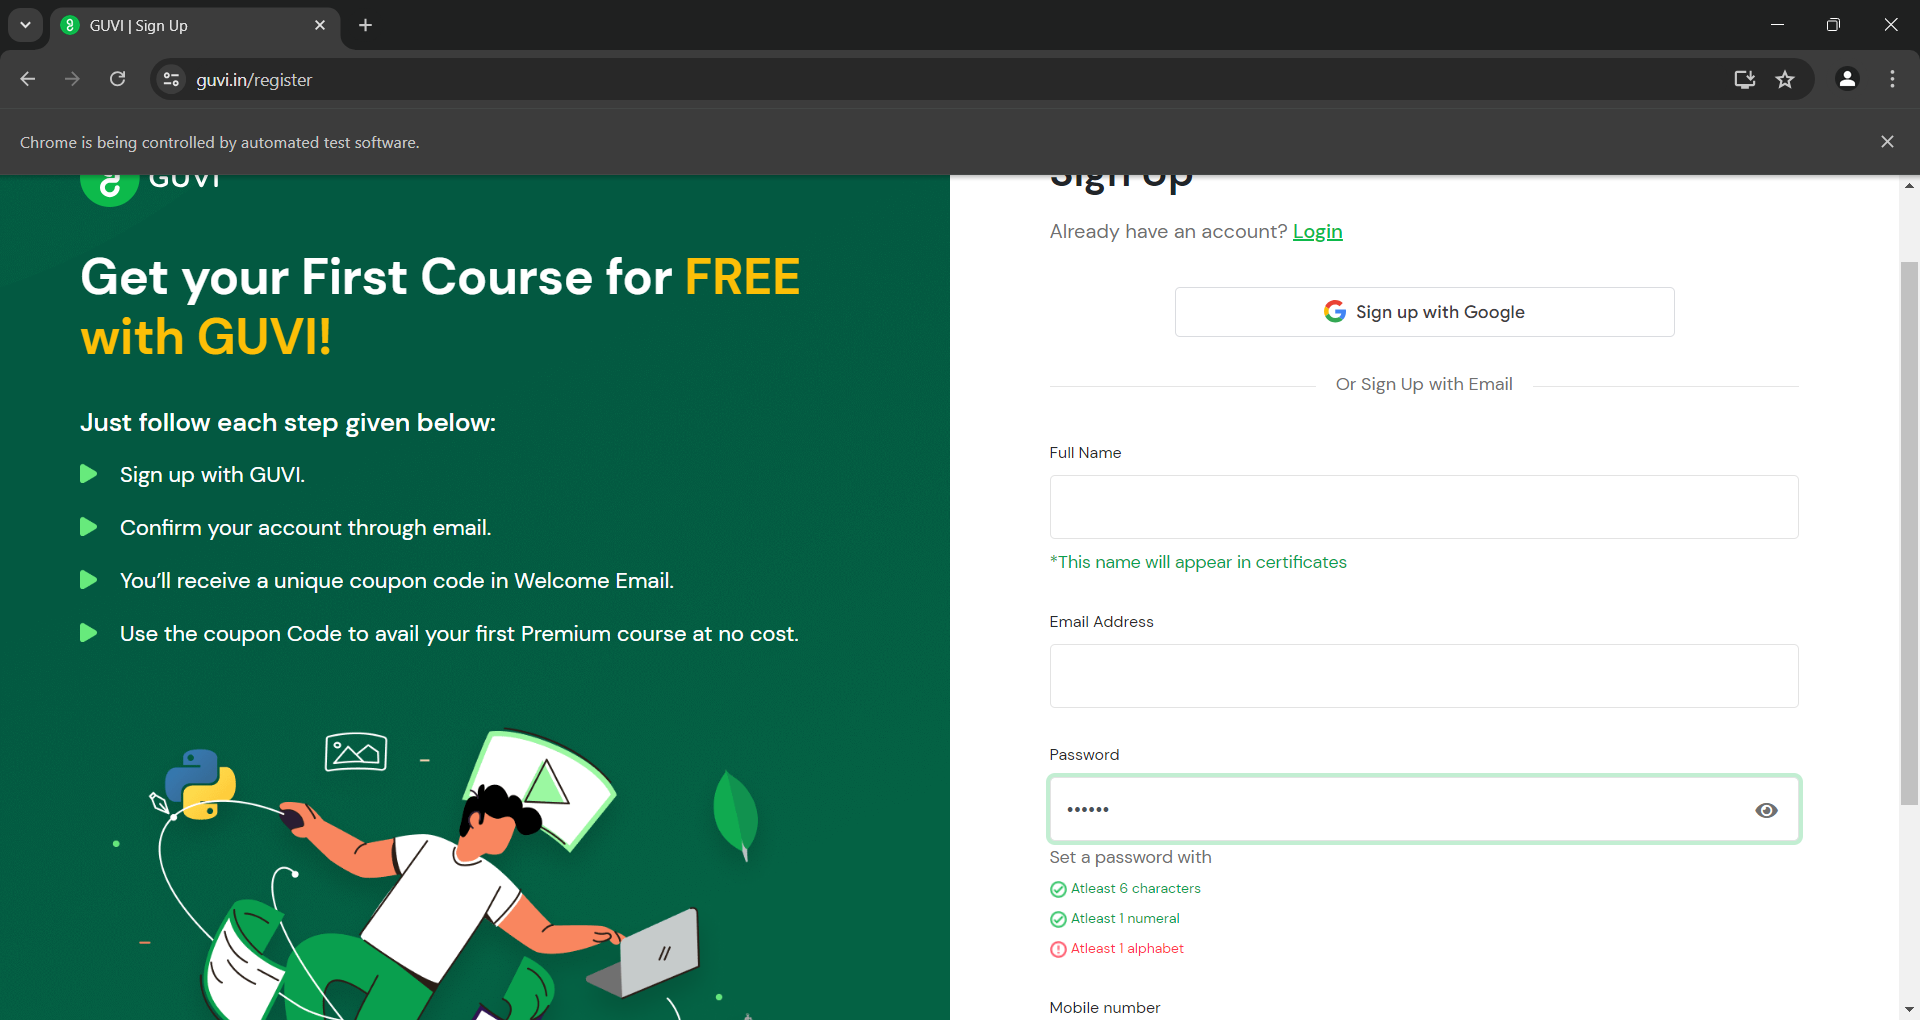 GUVI | Sign Up
guvi.in/register
Chrome is being controlled by automated test software.
GUVI
Get your First Course for FREE
with GUVI!
Just follow each step given below:
Sign up with GUVI.
Confirm your account through email.
You'll receive a unique coupon code in Welcome Email.
Use the coupon Code to avail your first Premium course at no cost.
Sign Up
Already have an account? Login
Sign up with Google
Or Sign Up with Email
Full Name
*This name will appear in certificates
Email Address
Password
••••••
Set a password with
Atleast 6 characters
Atleast 1 numeral
Atleast 1 alphabet
Mobile number